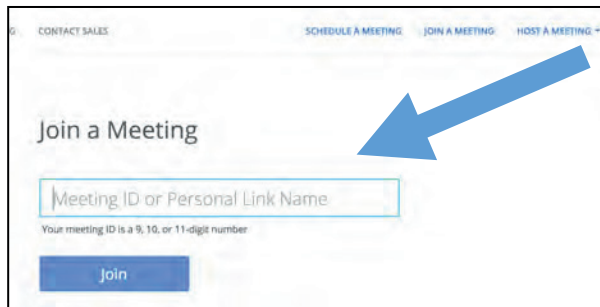 G CONTACT SALES SCHEDULE A MEETING JOIN A MEETING HOST A MEETING
Join a Meeting
Meeting ID or Personal Link Name
Your meeting ID is a 9, 10, or 11-digit number
Join